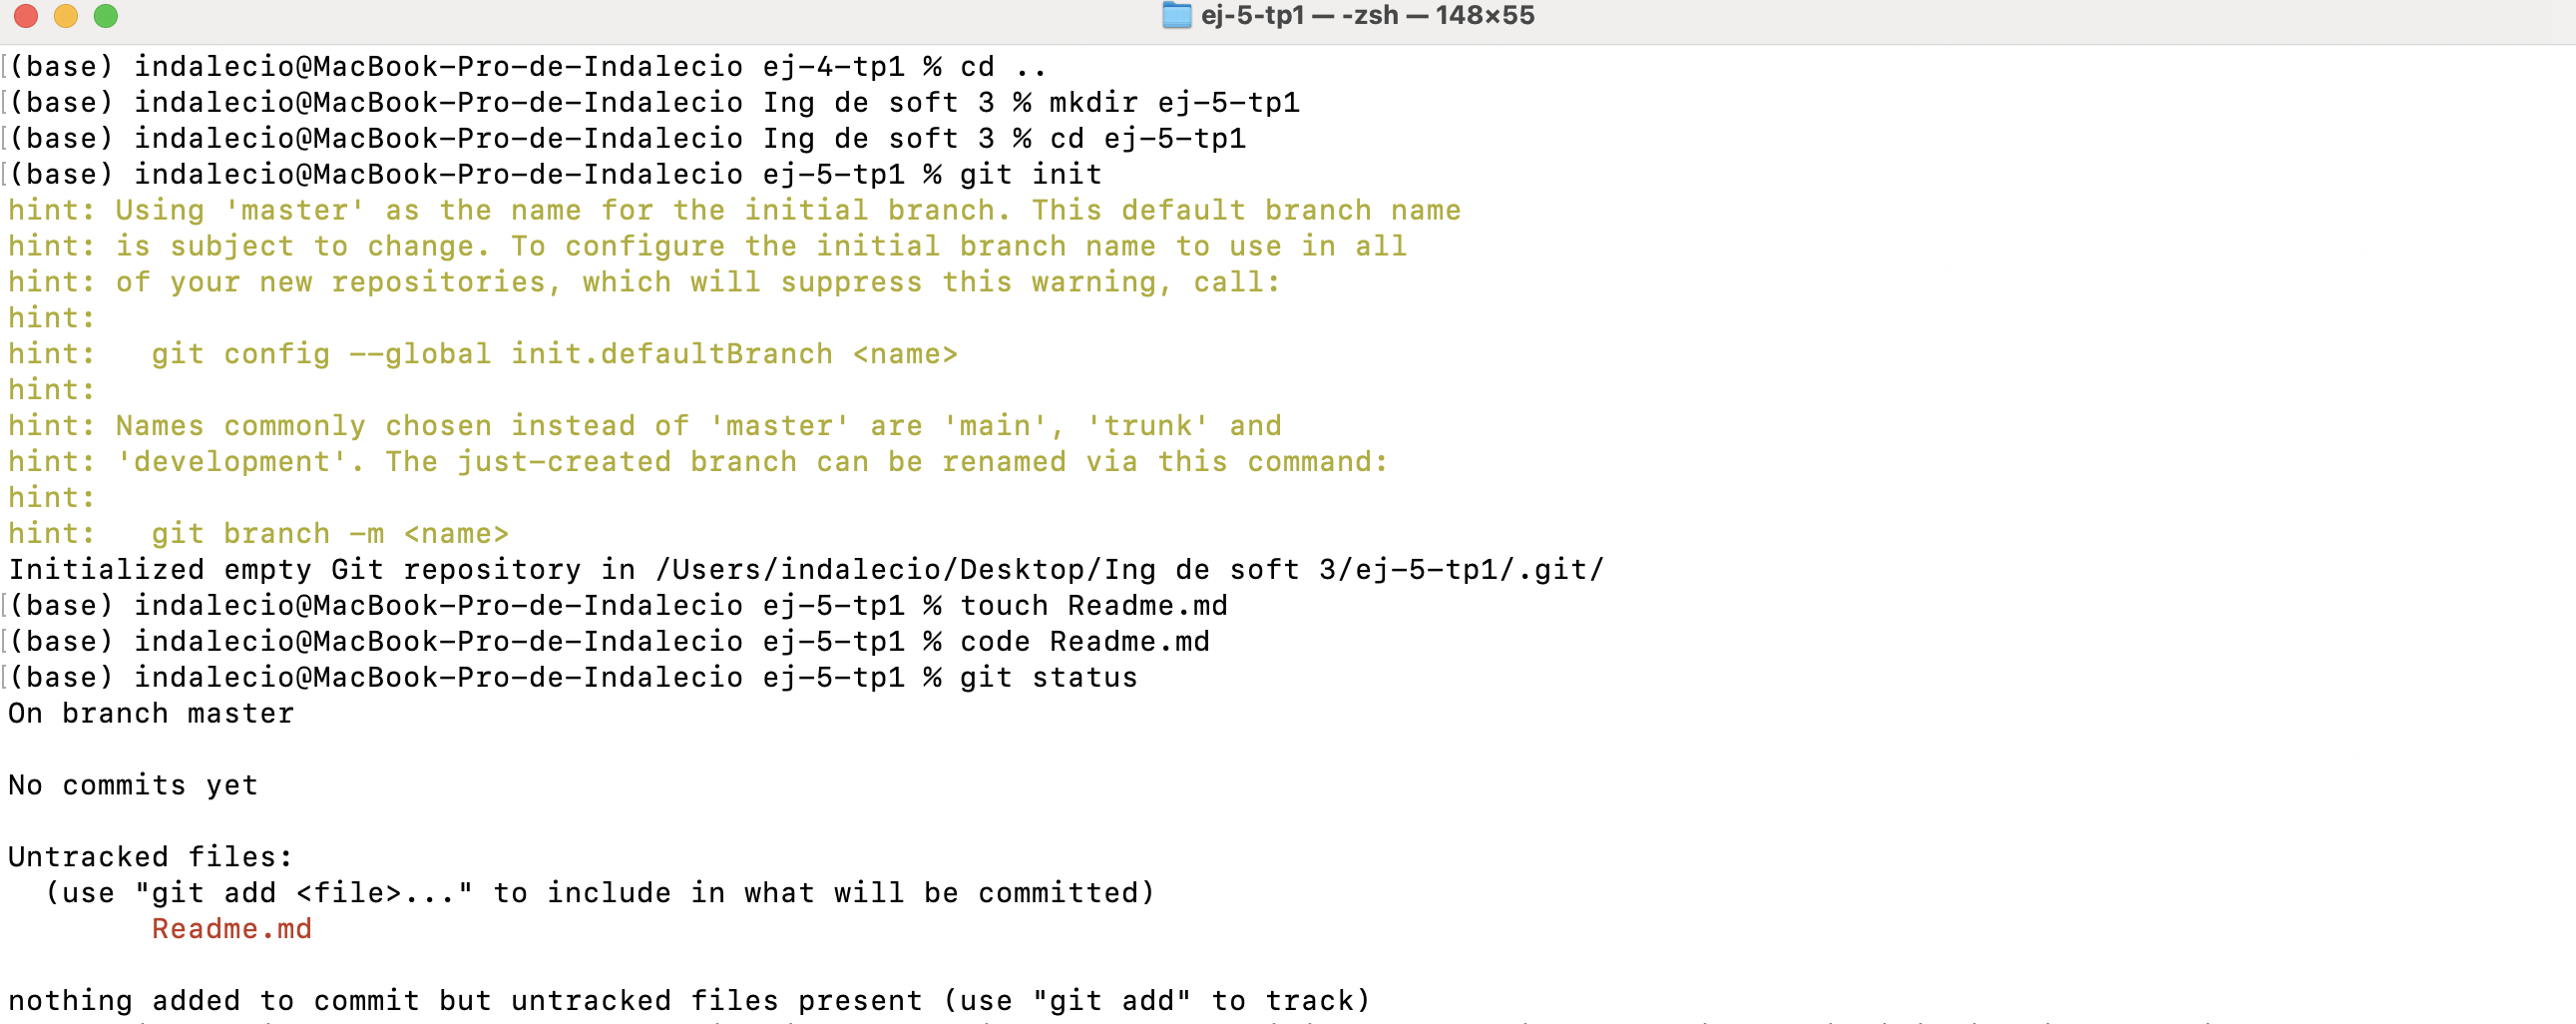 ej-5-tp1 — -zsh — 148×55
(base) indalecio@MacBook-Pro-de-Indalecio ej-4-tp1 % cd ..
(base) indalecio@MacBook-Pro-de-Indalecio Ing de soft 3 % mkdir ej-5-tp1
(base) indalecio@MacBook-Pro-de-Indalecio Ing de soft 3 % cd ej-5-tp1
(base) indalecio@MacBook-Pro-de-Indalecio ej-5-tp1 % git init
hint: Using 'master' as the name for the initial branch. This default branch name
hint: is subject to change. To configure the initial branch name to use in all
hint: of your new repositories, which will suppress this warning, call:
hint:
hint:   git config --global init.defaultBranch <name>
hint:
hint: Names commonly chosen instead of 'master' are 'main', 'trunk' and
hint: 'development'. The just-created branch can be renamed via this command:
hint:
hint:   git branch -m <name>
Initialized empty Git repository in /Users/indalecio/Desktop/Ing de soft 3/ej-5-tp1/.git/
(base) indalecio@MacBook-Pro-de-Indalecio ej-5-tp1 % touch Readme.md
(base) indalecio@MacBook-Pro-de-Indalecio ej-5-tp1 % code Readme.md
(base) indalecio@MacBook-Pro-de-Indalecio ej-5-tp1 % git status
On branch master
No commits yet
Untracked files:
  (use "git add <file>..." to include in what will be committed)
        Readme.md
nothing added to commit but untracked files present (use "git add" to track)